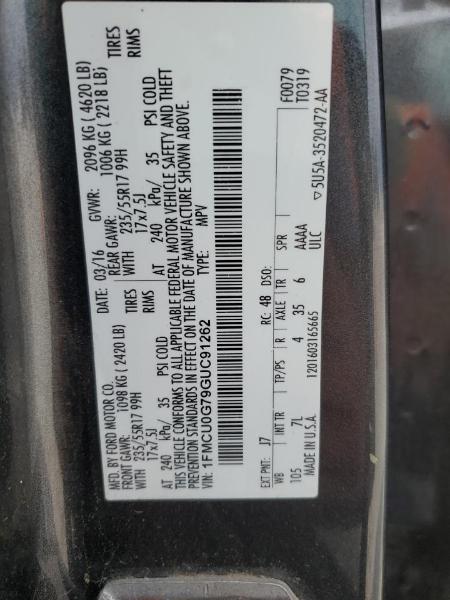 MFD. BY FORD MOTOR CO.
DATE: 03/16 GVWR: 2096 KG ( 4620 LB)
FRONT GAWR: 1098 KG (2420 LB) REAR GAWR: 1006 KG ( 2218 LB)
WITH 235/55R17 99H TIRES WITH 235/55R17 99H TIRES
17x7.5J RIMS 17x7.5J RIMS
AT 240 kPa/ 35 PSI COLD AT 240 kPa/ 35 PSI COLD
THIS VEHICLE CONFORMS TO ALL APPLICABLE FEDERAL MOTOR VEHICLE SAFETY AND THEFT
PREVENTION STANDARDS IN EFFECT ON THE DATE OF MANUFACTURE SHOWN ABOVE.
VIN: 1FMCU0G79GUC91262
TYPE: MPV
F0079
T0319
EXT PNT: J7 RC: 48 DSO:
WB INT TR TP/PS R AXLE TR SPR
105 7L 4 35 6 AAAA
ULC
MADE IN U.S.A. 1201603165665
▽5U5A-3520472-AA